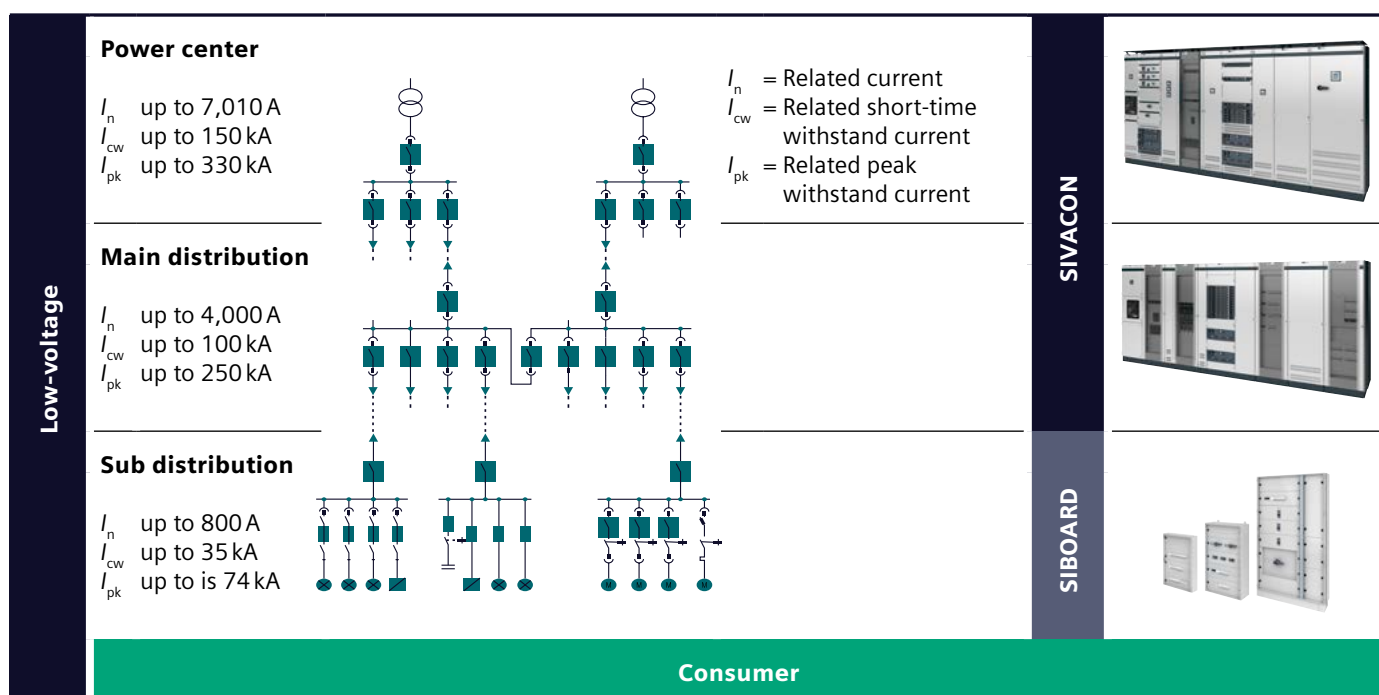 Low-voltage
Power center
In up to 7,010 A
Icw up to 150 kA
Ipk up to 330 kA
In = Related current
Icw = Related short-time
withstand current
Ipk = Related peak
withstand current
Main distribution
In up to 4,000 A
Icw up to 100 kA
Ipk up to 250 kA
Sub distribution
In up to 800 A
Icw up to 35 kA
Ipk up to is 74 kA
M M M M
SIVACON
SIBOARD
Consumer